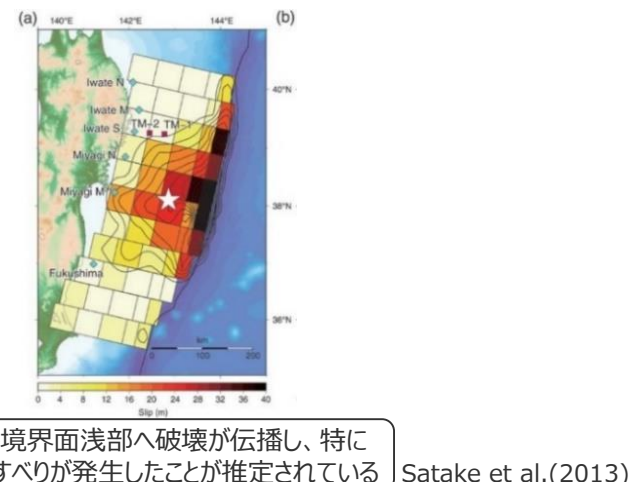 (a)
(b)
140°E 142°E 144°E
40°N
Iwate N
Iwate M
Iwate S TM-2 TM-1
Miyagi N
Miyagi M
38°N
Fukushima
36°N
km
0 100 200
0 4 8 12 16 20 24 28 32 36 40
Slip (m)
境界面浅部へ破壊が伝播し、特に
すべりが発生したことが推定されている
Satake et al.(2013)